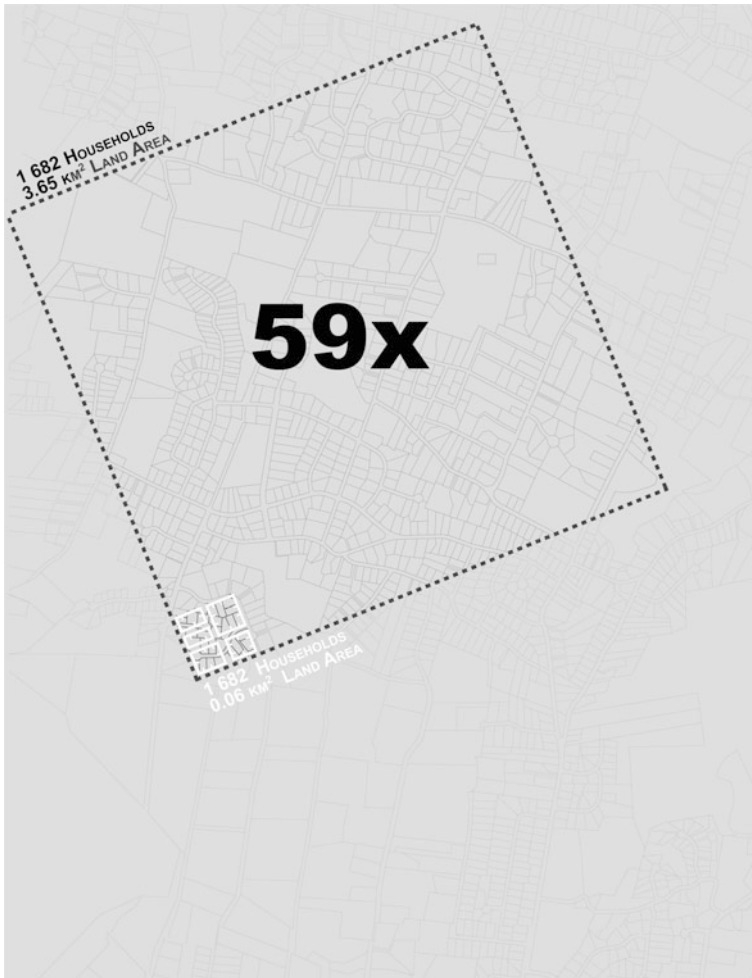 1 682 Households
3.65 km² Land Area
59x
1 682 Households
0.06 km² Land Area